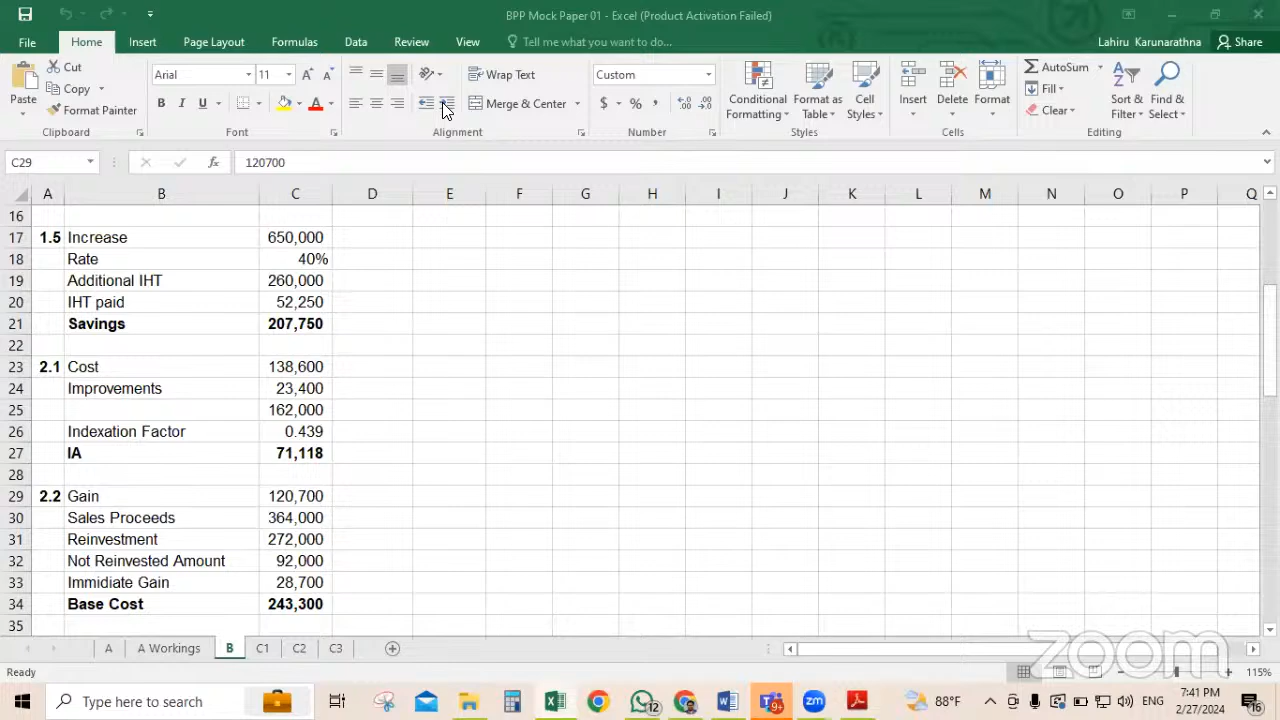 BPP Mock Paper 01 - Excel (Product Activation Failed)
File Home Insert Page Layout Formulas Data Review View Tell me what you want to do... Lahiru Karunarathna Share
Paste Cut Copy Format Painter Clipboard
Arial 11 B I U A Font
Wrap Text Merge & Center Alignment
Custom $ % , Number
Conditional Formatting Format as Table Cell Styles Styles
Insert Delete Format Cells
AutoSum Fill Clear Sort & Filter Find & Select Editing
C29 fx 120700
A B C D E F G H I J K L M N O P Q
16
17 1.5 Increase 650,000
18 Rate 40%
19 Additional IHT 260,000
20 IHT paid 52,250
21 Savings 207,750
22
23 2.1 Cost 138,600
24 Improvements 23,400
25 162,000
26 Indexation Factor 0.439
27 IA 71,118
28
29 2.2 Gain 120,700
30 Sales Proceeds 364,000
31 Reinvestment 272,000
32 Not Reinvested Amount 92,000
33 Immidiate Gain 28,700
34 Base Cost 243,300
35
A A Workings B C1 C2 C3
zoom
Ready 115%
Type here to search 12 9+ 88°F ENG 7:41 PM 2/27/2024 16